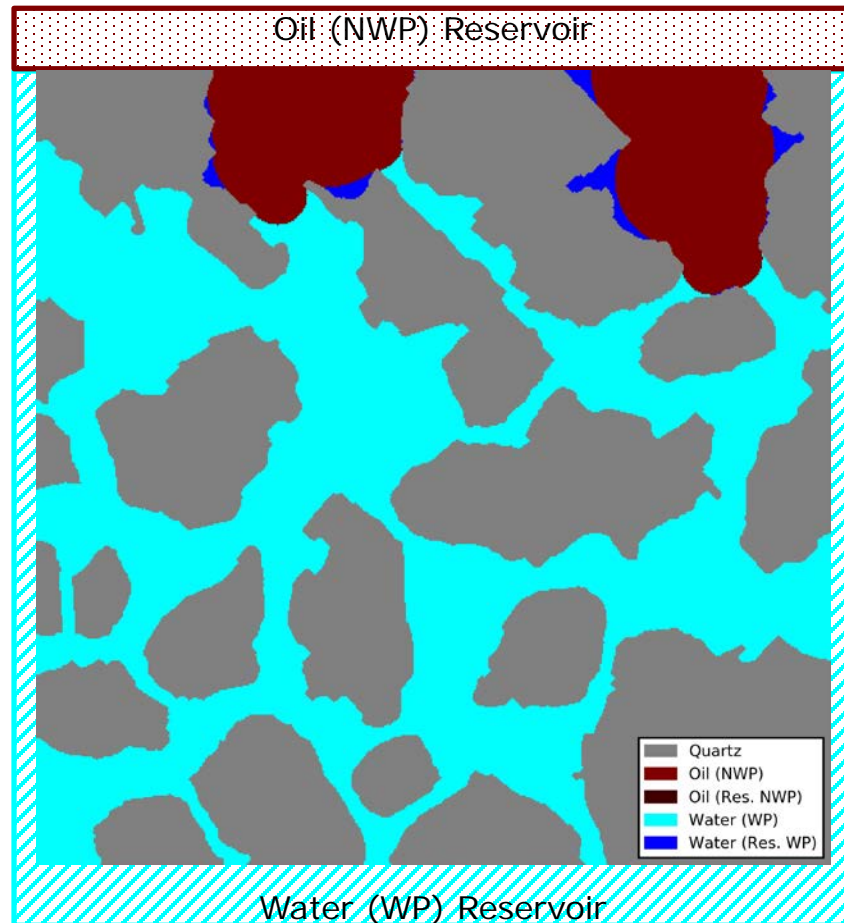 Oil (NWP) Reservoir
Quartz
Oil (NWP)
Oil (Res. NWP)
Water (WP)
Water (Res. WP)
Water (WP) Reservoir